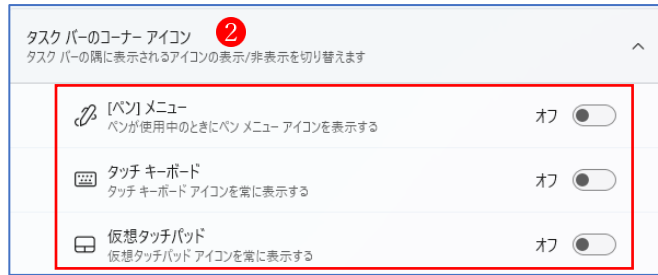 タスク バーのコーナー アイコン 2
タスク バーの隅に表示されるアイコンの表示/非表示を切り替えます
[ペン] メニュー
ペンが使用中のときにペン メニュー アイコンを表示する
オフ
タッチ キーボード
タッチ キーボード アイコンを常に表示する
オフ
仮想タッチパッド
仮想タッチパッド アイコンを常に表示する
オフ